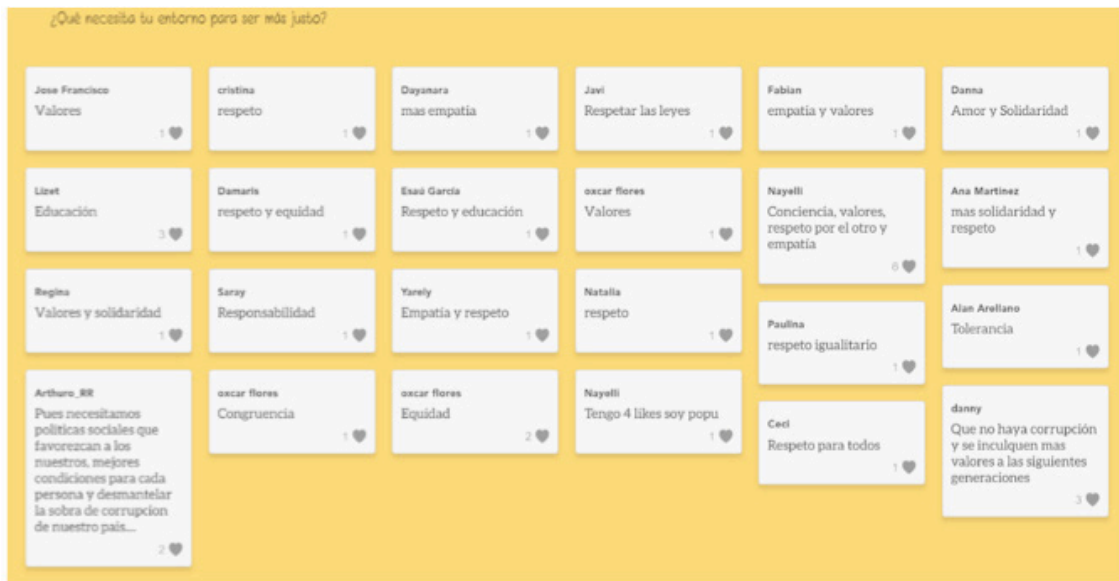 ¿Qué necesita tu entorno para ser más justo?
Jose Francisco
Valores
1
cristina
respeto
1
Dayanara
mas empatia
1
Javi
Respetar las leyes
1
Fabian
empatia y valores
1
Danna
Amor y Solidaridad
1
Lizet
Educación
3
Damaris
respeto y equidad
1
Esaú García
Respeto y educación
1
oxcar flores
Valores
1
Nayelli
Conciencia, valores,
respeto por el otro y
empatía
6
Ana Martinez
mas solidaridad y
respeto
1
Regina
Valores y solidaridad
1
Saray
Responsabilidad
1
Yarely
Empatia y respeto
1
Natalia
respeto
1
Paulina
respeto igualitario
1
Alan Arellano
Tolerancia
1
Arthuro_RR
Pues necesitamos
politicas sociales que
favorezcan a los
nuestros, mejores
condiciones para cada
persona y desmantelar
la sobra de corrupcion
de nuestro pais....
2
oxcar flores
Congruencia
1
oxcar flores
Equidad
2
Nayelli
Tengo 4 likes soy popu
1
Ceci
Respeto para todos
1
danny
Que no haya corrupción
y se inculquen mas
valores a las siguientes
generaciones
3